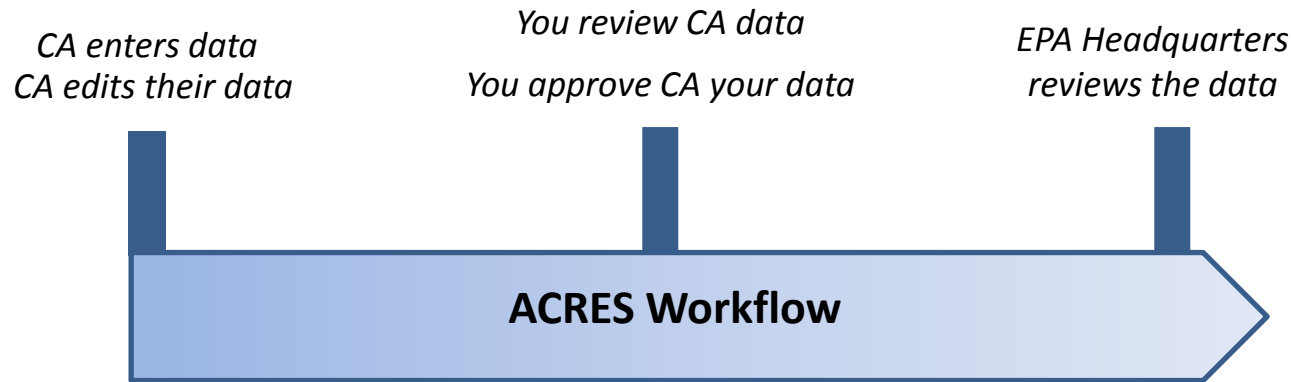 CA enters data
CA edits their data
You review CA data
You approve CA your data
EPA Headquarters
reviews the data
ACRES Workflow